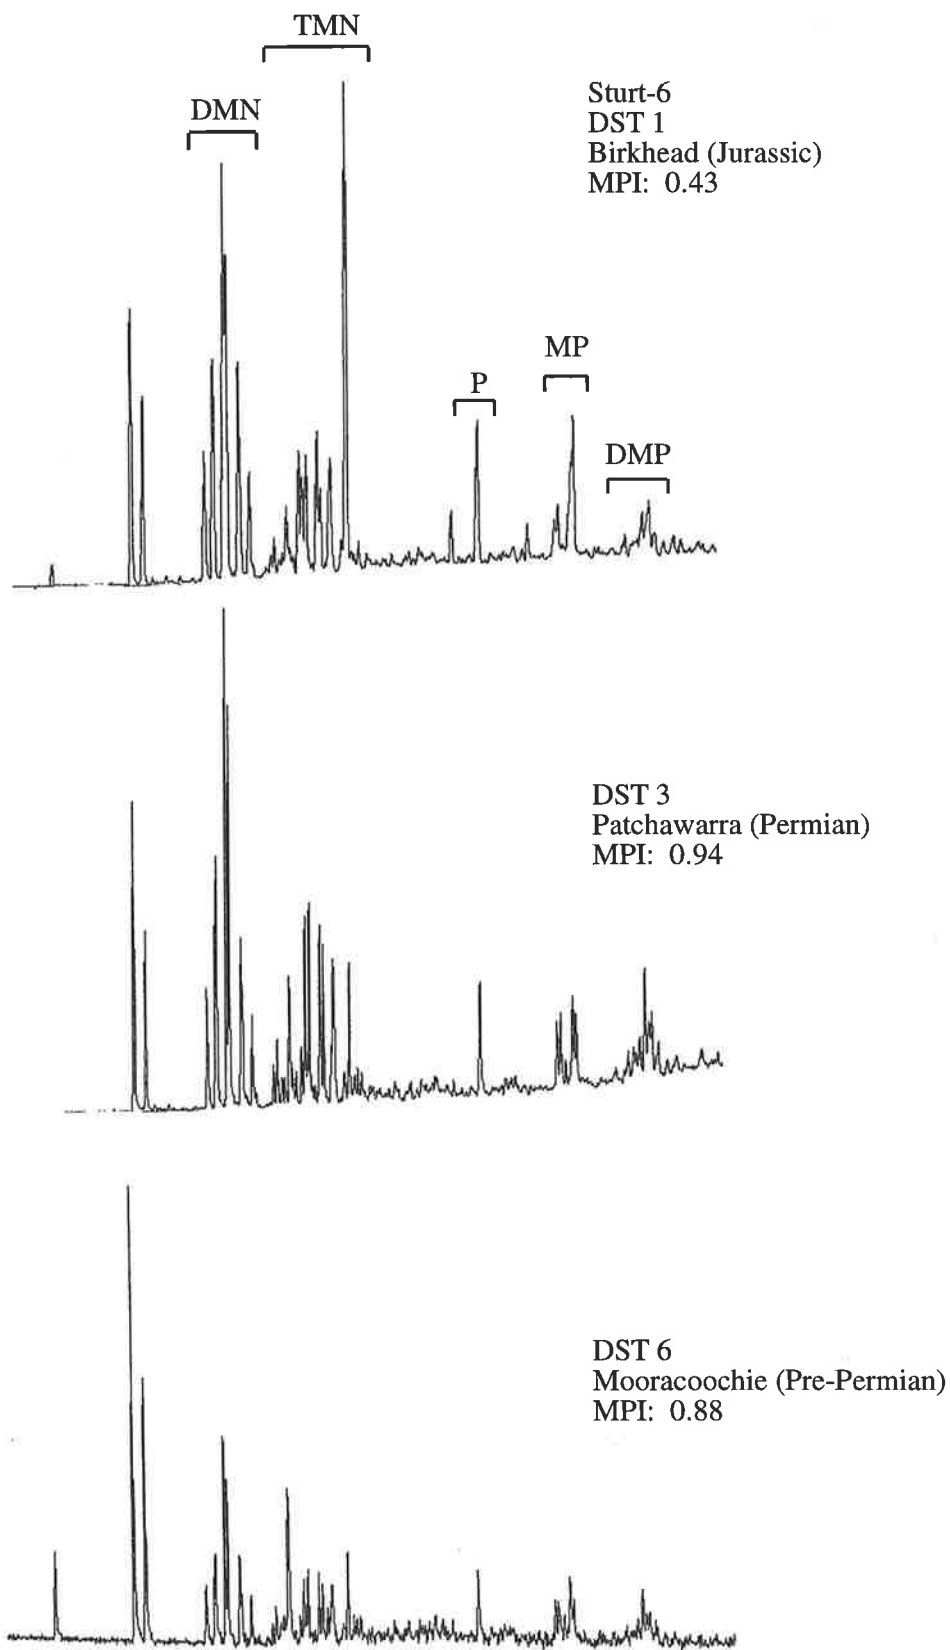 TMN
DMN
Sturt-6
DST 1
Birkhead (Jurassic)
MPI: 0.43
MP
P
DMP
DST 3
Patchawarra (Permian)
MPI: 0.94
DST 6
Mooracoochie (Pre-Permian)
MPI: 0.88